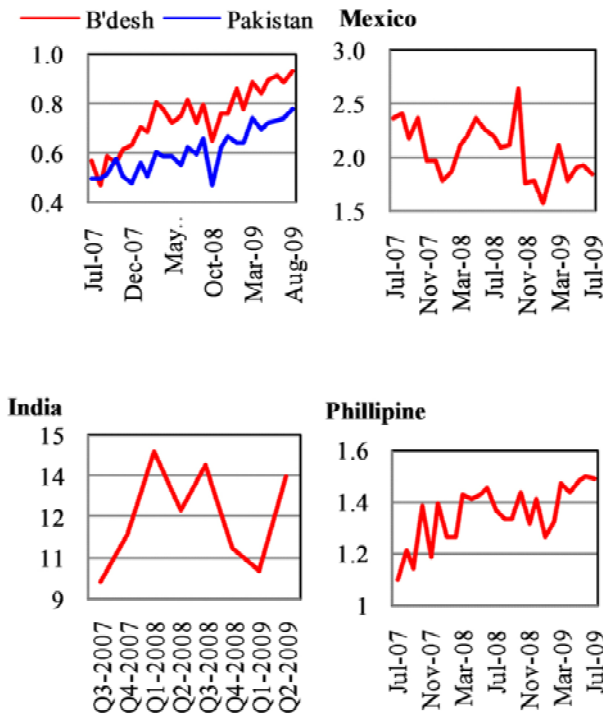 B'desh Pakistan
1.0
0.8
0.6
0.4
Jul-07
Dec-07
May..
Oct-08
Mar-09
Aug-09
Mexico
3.0
2.5
2.0
1.5
Jul-07
Nov-07
Mar-08
Jul-08
Nov-08
Mar-09
Jul-09
India
15
14
12
11
9
Q3-2007
Q4-2007
Q1-2008
Q2-2008
Q3-2008
Q4-2008
Q1-2009
Q2-2009
Phillipine
1.6
1.4
1.2
1
Jul-07
Nov-07
Mar-08
Jul-08
Nov-08
Mar-09
Jul-09